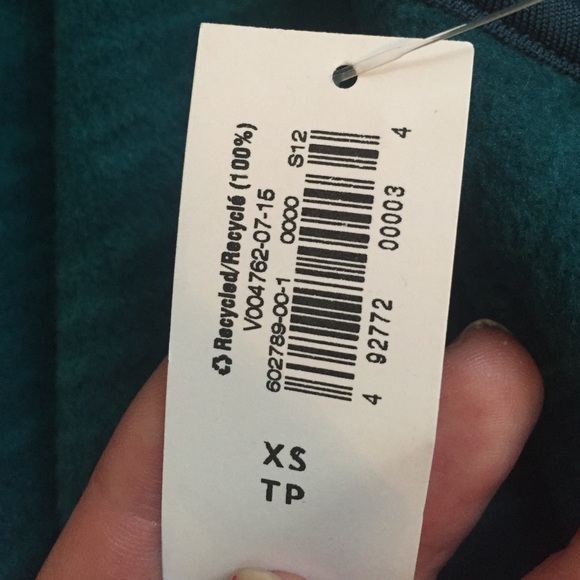 Recycled/Recyclé (100%)
V004762-07-15
602789-00-1 0000 S12
4 92772 00003 4
XS
TP